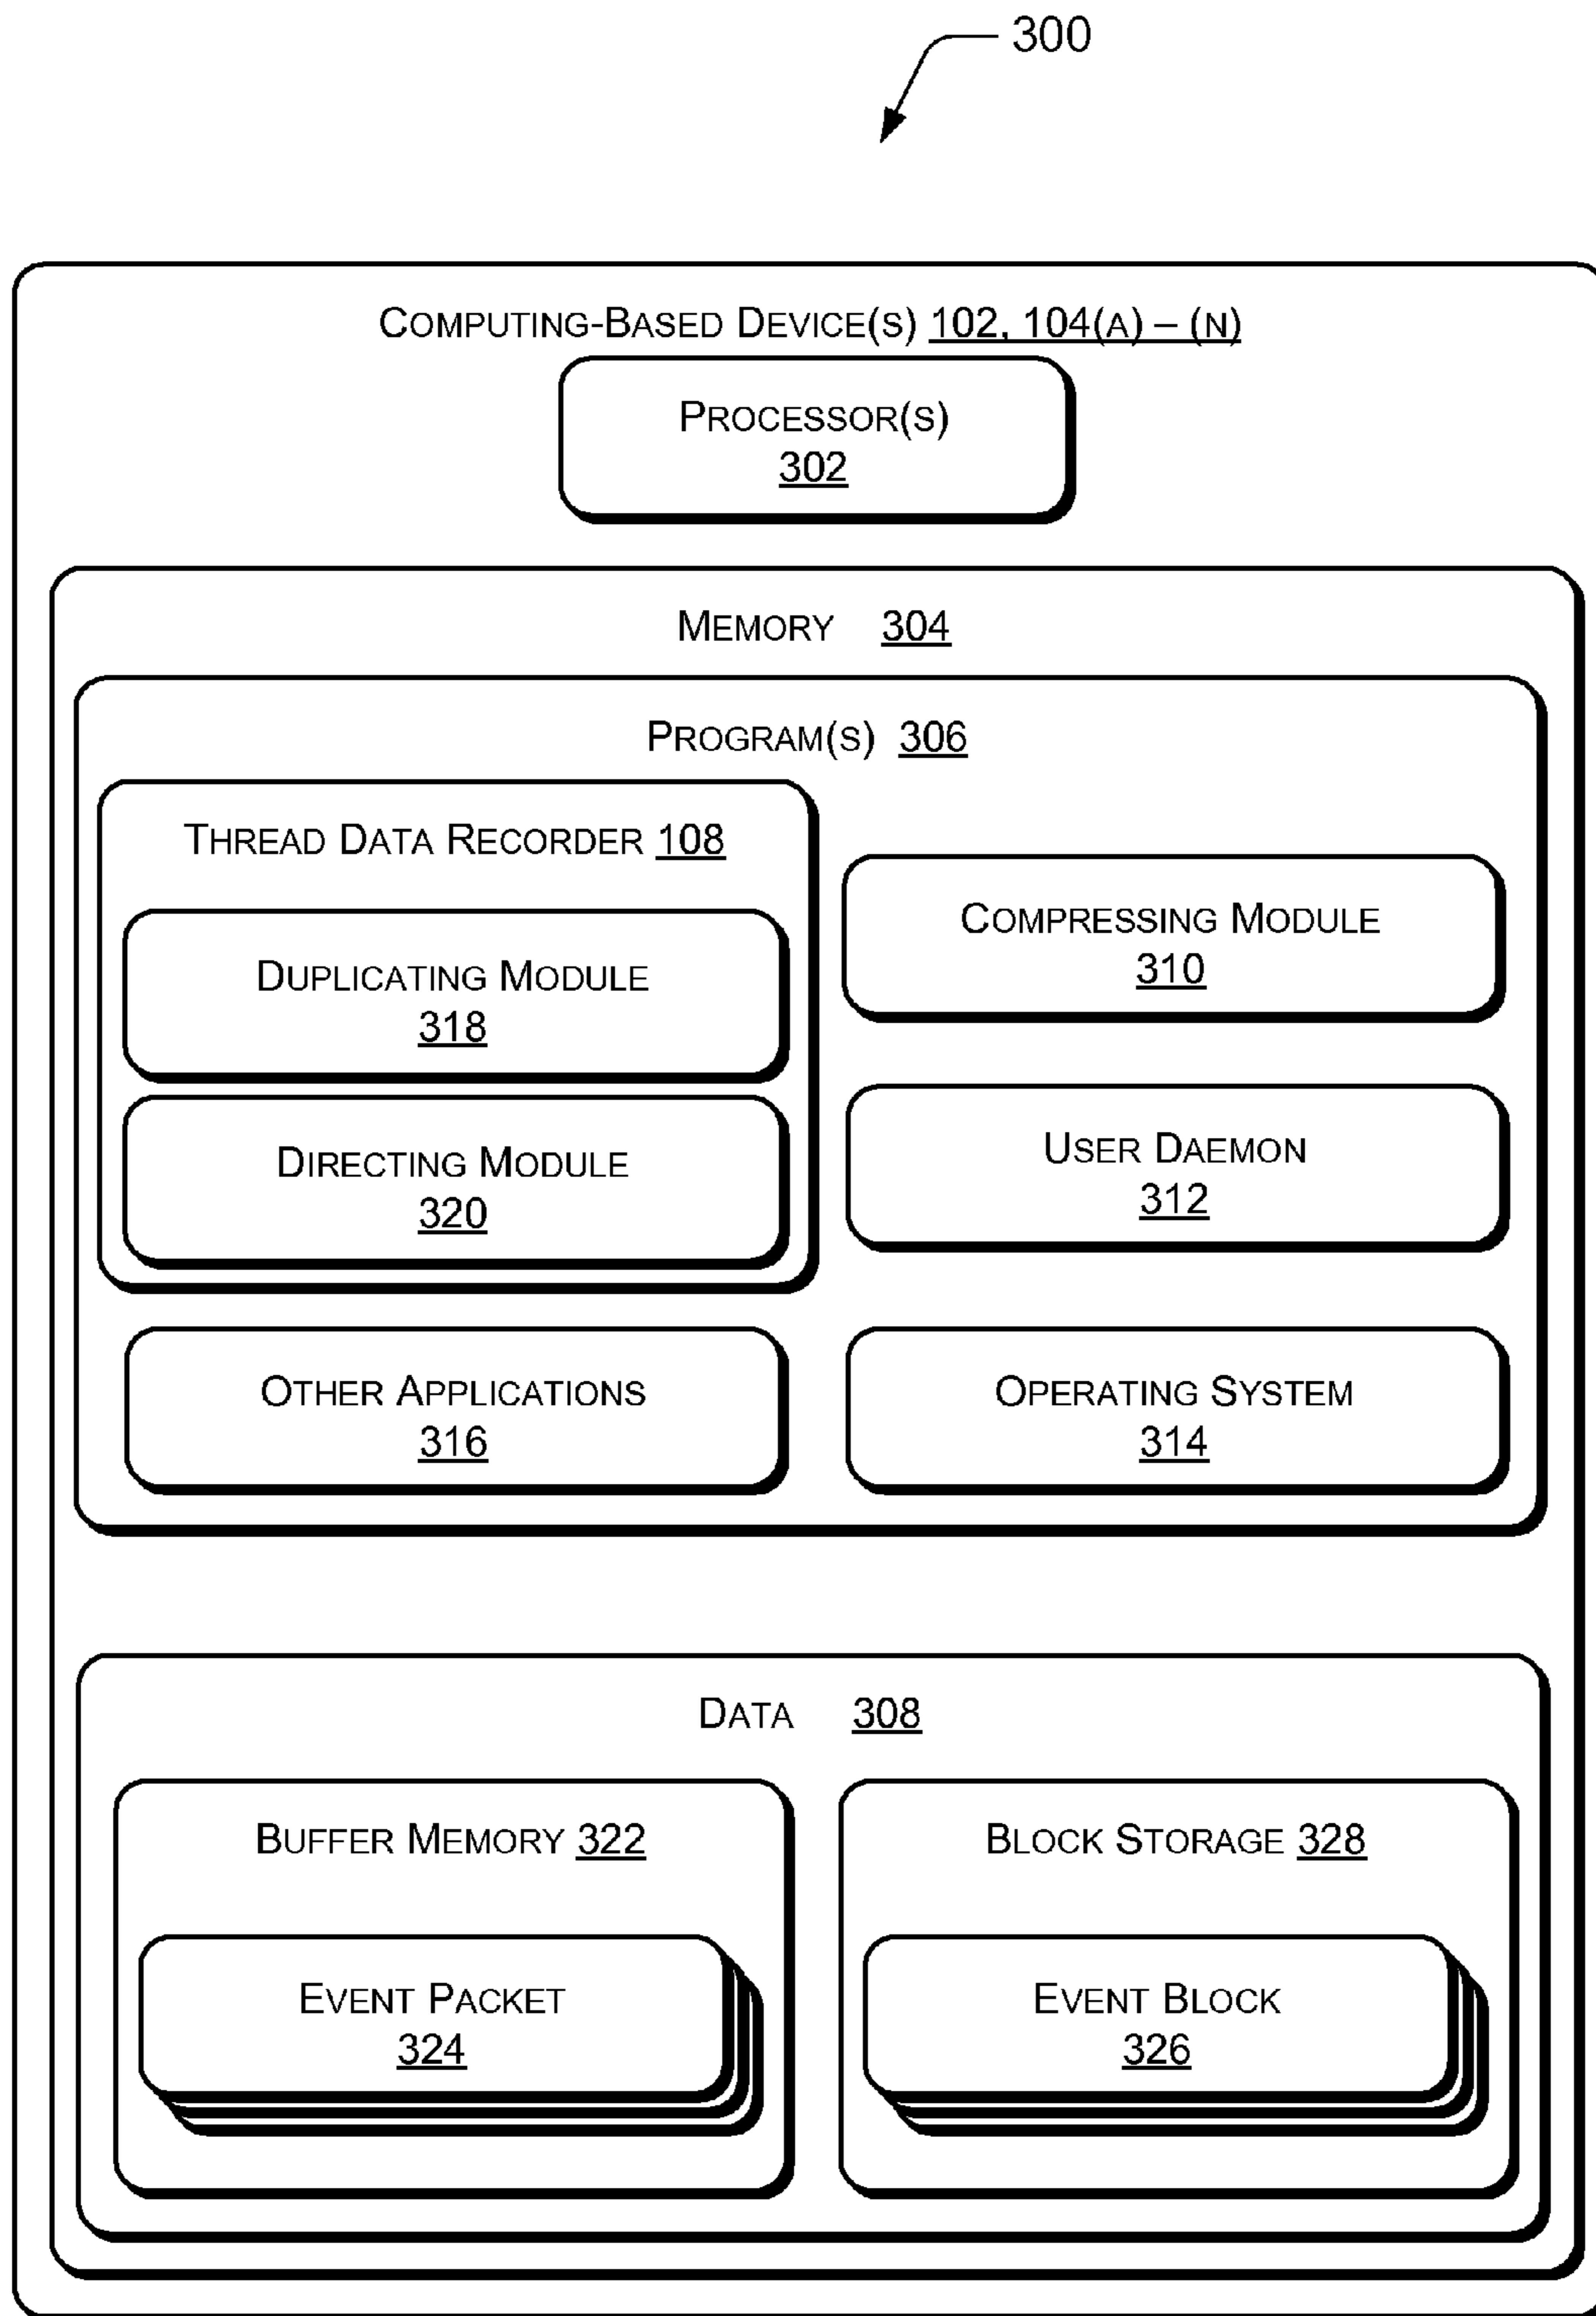 300
COMPUTING-BASED DEVICE(S) 102, 104(A) – (N)
PROCESSOR(S)
302
MEMORY 304
PROGRAM(S) 306
THREAD DATA RECORDER 108
DUPLICATING MODULE
318
DIRECTING MODULE
320
COMPRESSING MODULE
310
USER DAEMON
312
OTHER APPLICATIONS
316
OPERATING SYSTEM
314
DATA 308
BUFFER MEMORY 322
EVENT PACKET
324
BLOCK STORAGE 328
EVENT BLOCK
326